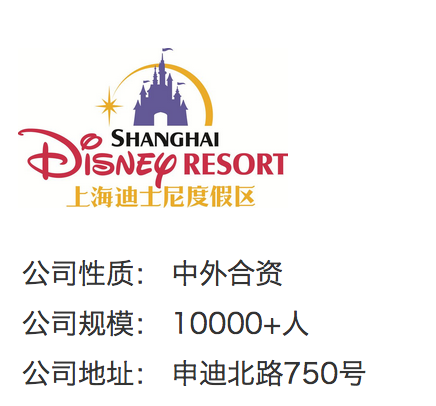 SHANGHAI
DISNEY RESORT
上海迪士尼度假区
公司性质： 中外合资
公司规模： 10000+人
公司地址： 申迪北路750号